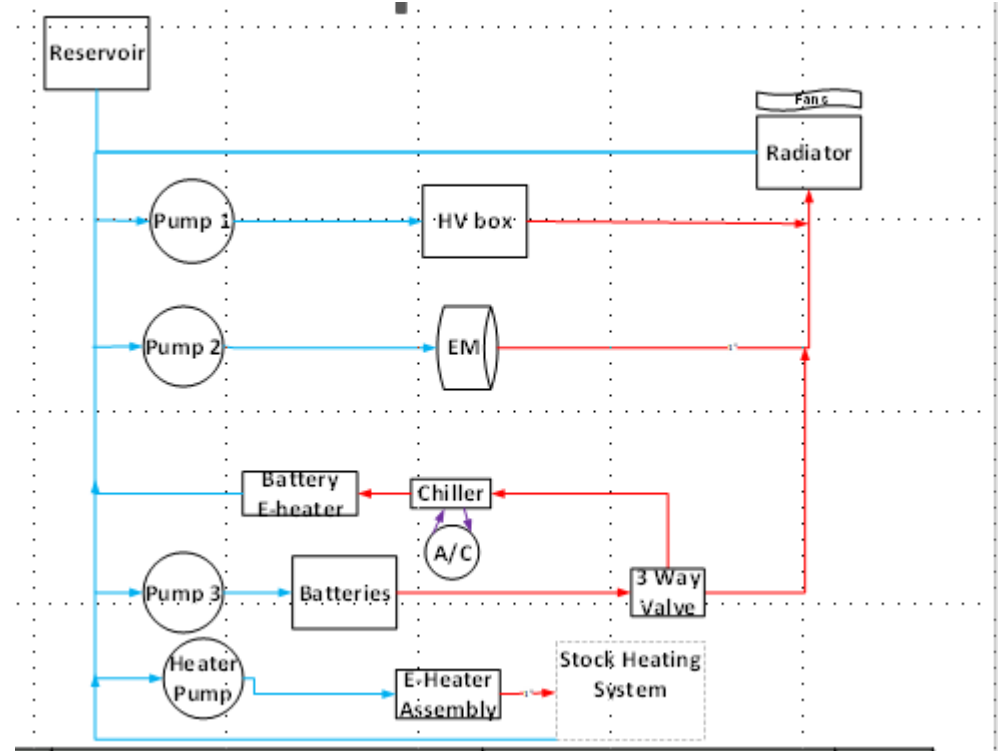 Reservoir
Fans
Radiator
Pump 1
HV box
Pump 2
EM
Battery
E-heater
Chiller
A/C
Pump 3
Batteries
3 Way
Valve
Heater
Pump
E-Heater
Assembly
Stock Heating
System